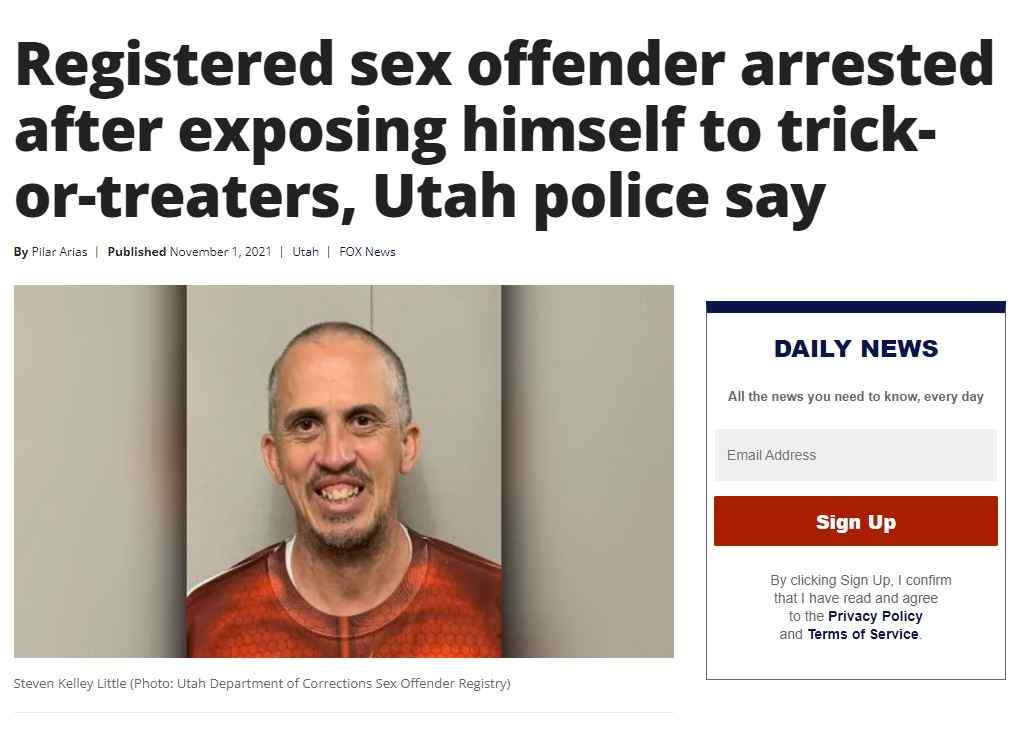 Registered sex offender arrested
after exposing himself to trick-
or-treaters, Utah police say
By Pilar Arias | Published November 1, 2021 | Utah | FOX News
DAILY NEWS
All the news you need to know, every day
Email Address
Sign Up
By clicking Sign Up, I confirm
that I have read and agree
to the Privacy Policy
and Terms of Service.
Steven Kelley Little (Photo: Utah Department of Corrections Sex Offender Registry)